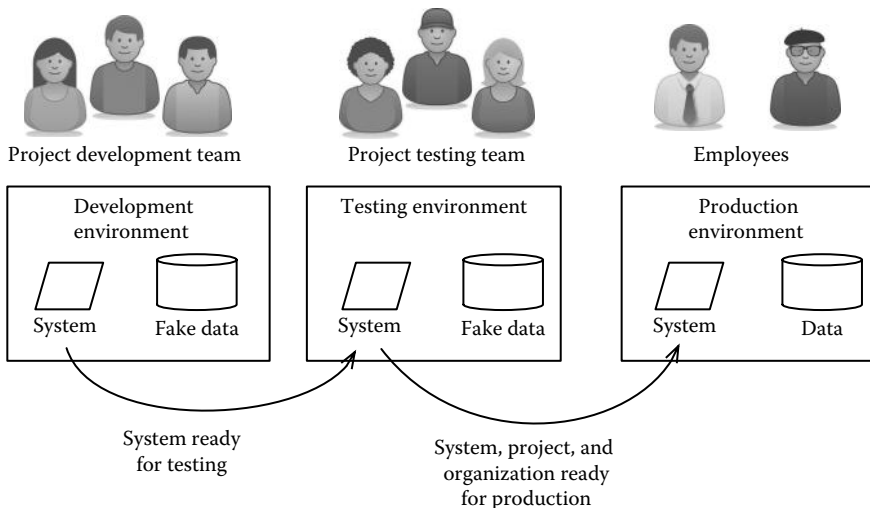 Project development team
Project testing team
Employees
Development
environment
System
Fake data
Testing environment
System
Fake data
Production
environment
System
Data
System ready
for testing
System, project, and
organization ready
for production